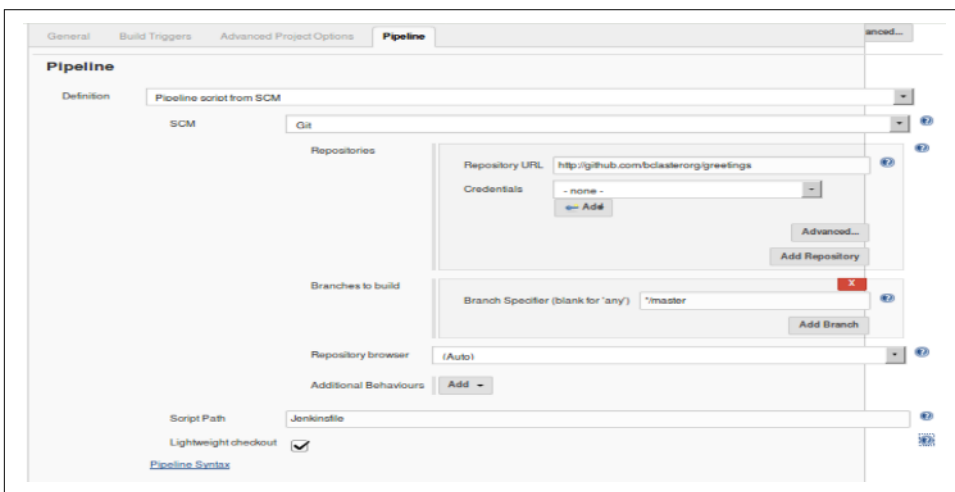 General Build Triggers Advanced Project Options Pipeline anced...
Pipeline
Definition Pipeline script from SCM
SCM Git
Repositories
Repository URL http://github.com/bclasterorg/greetings
Credentials - none -
Add
Advanced...
Add Repository
Branches to build X
Branch Specifier (blank for 'any') */master
Add Branch
Repository browser (Auto)
Additional Behaviours Add
Script Path Jenkinsfile
Lightweight checkout
Pipeline Syntax